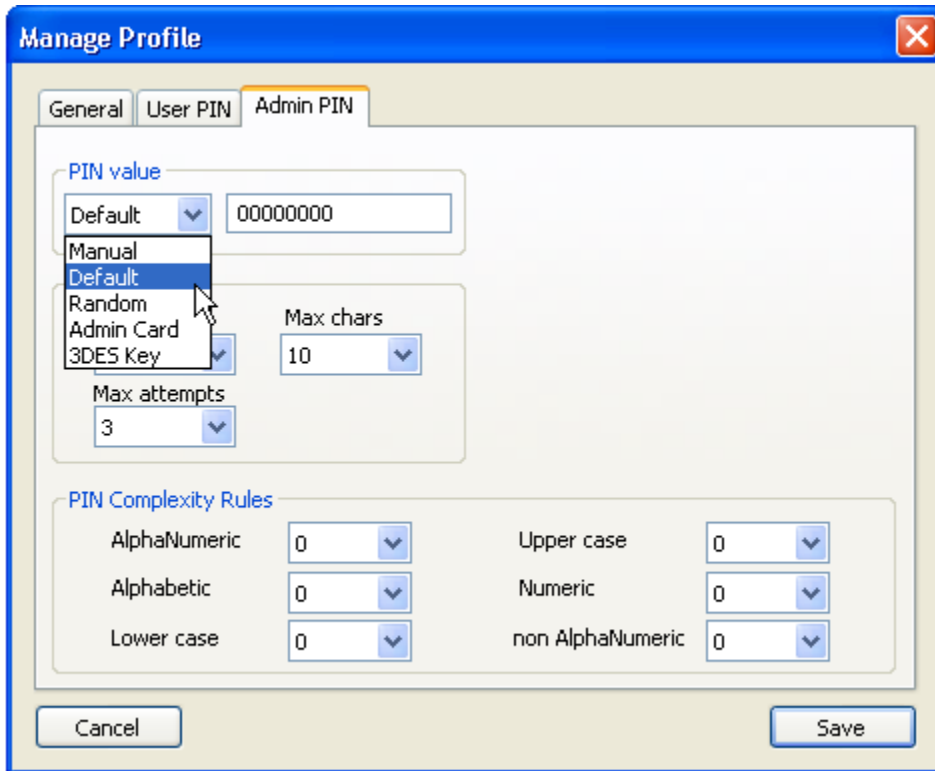 Manage Profile
General User PIN Admin PIN
PIN value
Default 00000000
Manual
Default
Random
Admin Card
3DES Key
Max chars
10
Max attempts
3
PIN Complexity Rules
AlphaNumeric 0 Upper case 0
Alphabetic 0 Numeric 0
Lower case 0 non AlphaNumeric 0
Cancel Save